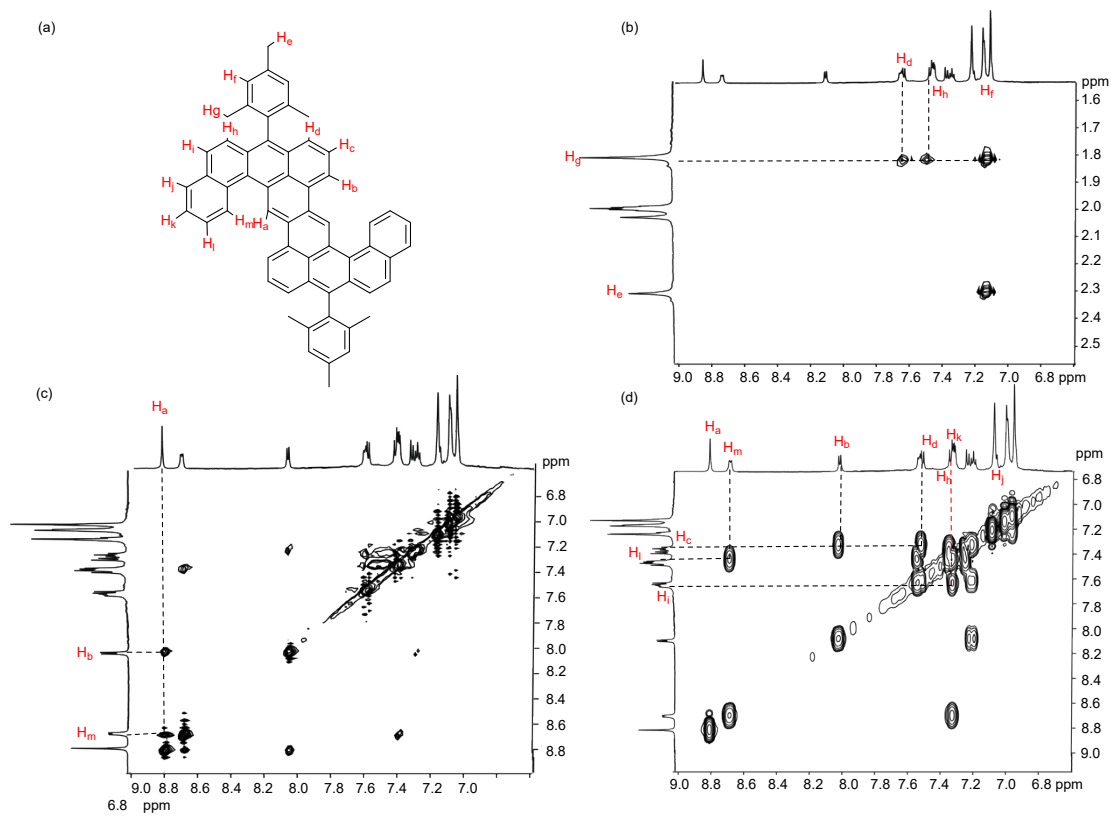 (a)
He
Hf
Hg
Hh
Hd
Hi
Hc
Hj
Hb
Hk
Hm
Ha
Hl
(b)
Hd
Hh
Hf
ppm
1.6
1.7
Hg
1.8
1.9
2.0
2.1
2.2
He
2.3
2.4
2.5
9.0 8.8 8.6 8.4 8.2 8.0 7.8 7.6 7.4 7.2 7.0 6.8 ppm
(c)
Ha
ppm
6.8
7.0
7.2
7.4
7.6
7.8
Hb
8.0
8.2
8.4
Hm
8.6
8.8
9.0 8.8 8.6 8.4 8.2 8.0 7.8 7.6 7.4 7.2 7.0
6.8 ppm
(d)
Ha
Hm
Hb
Hd
Hk
Hh
Hj
ppm
6.8
7.0
7.2
Hc
7.4
Hl
7.6
Hi
7.8
8.0
8.2
8.4
8.6
8.8
9.0
9.0 8.8 8.6 8.4 8.2 8.0 7.8 7.6 7.4 7.2 7.0 6.8 ppm